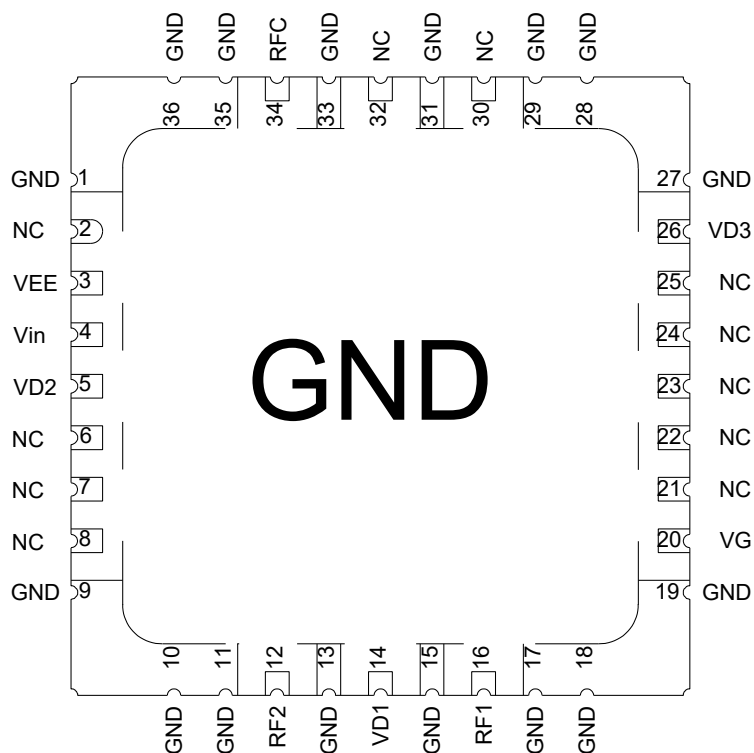 GND GND RFC GND NC GND NC GND GND
36 35 34 33 32 31 30 29 28
GND 1 27 GND
NC 2 26 VD3
VEE 3 25 NC
Vin 4 24 NC
VD2 5 23 NC
GND
NC 6 22 NC
NC 7 21 NC
NC 8 20 VG
GND 9 19 GND
10 11 12 13 14 15 16 17 18
GND GND RF2 GND VD1 GND RF1 GND GND